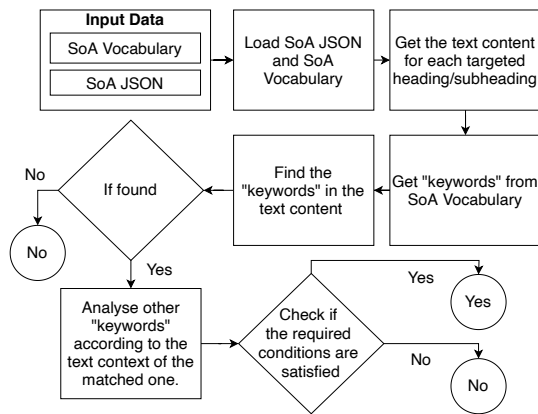 Input Data
SoA Vocabulary
SoA JSON
Load SoA JSON
and SoA
Vocabulary
Get the text content
for each targeted
heading/subheading
Get "keywords" from
SoA Vocabulary
Find the
"keywords" in the
text content
If found
No
No
Yes
Analyse other
"keywords"
according to the
text context of the
matched one.
Check if
the required
conditions are
satisfied
Yes
Yes
No
No